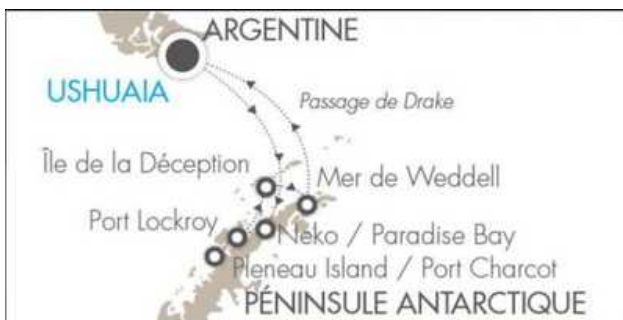 ARGENTINE
USHUAIA
Passage de Drake
Île de la Déception
Mer de Weddell
Port Lockroy
Neko / Paradise Bay
Pleneau Island / Port Charcot
PÉNINSULE ANTARCTIQUE